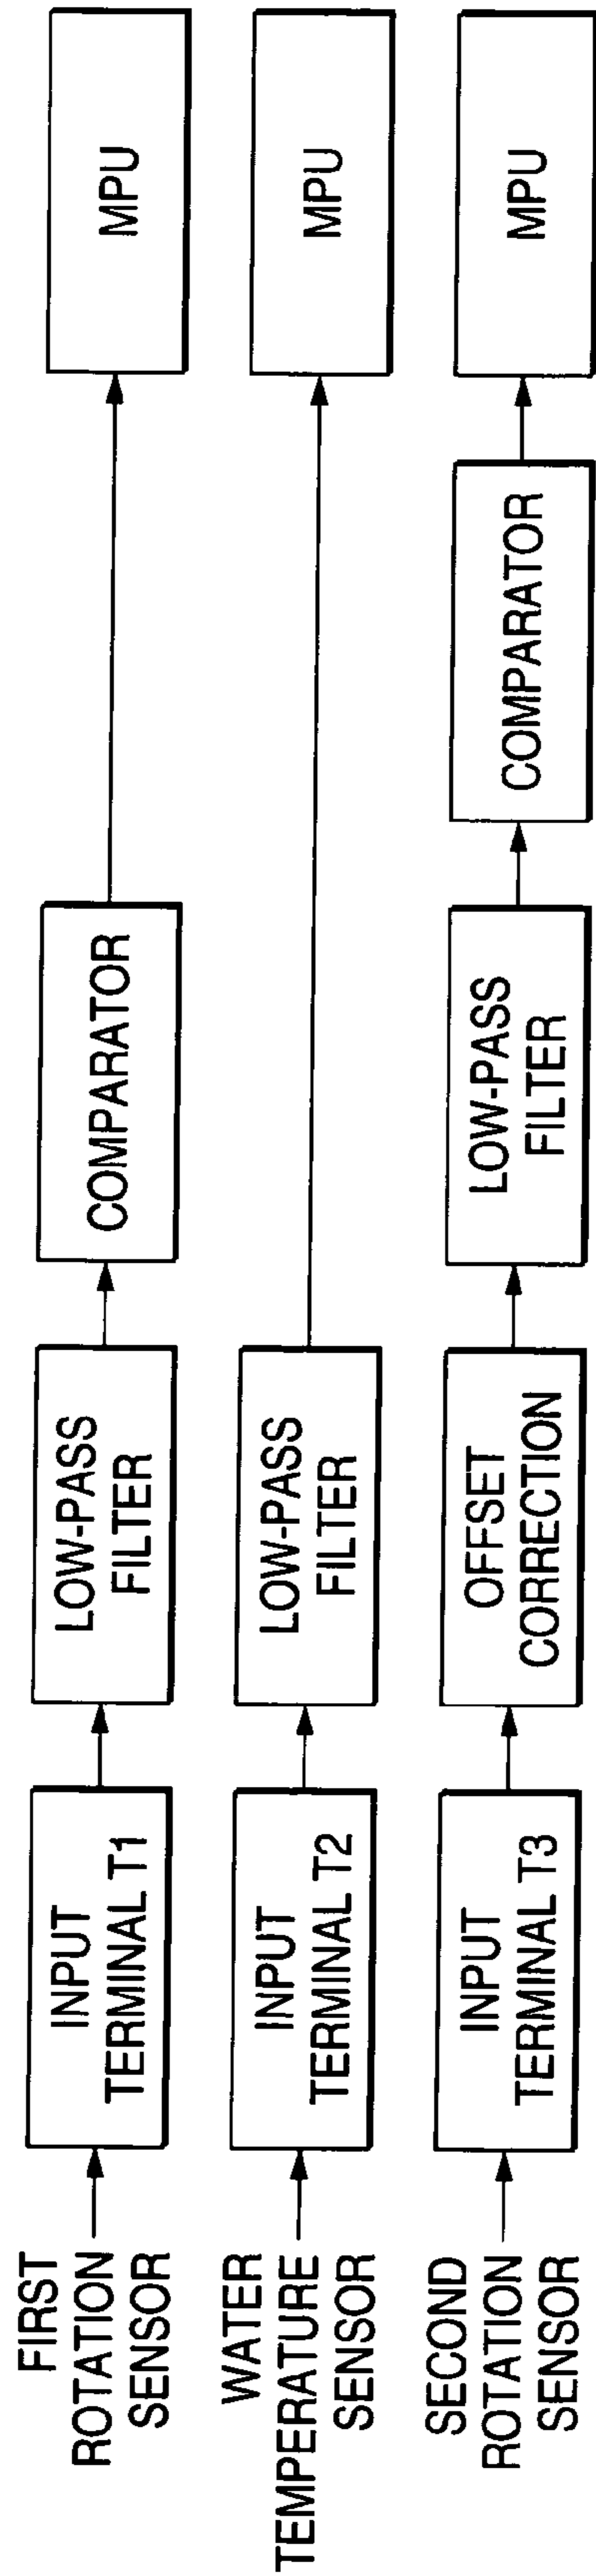 FIRST
ROTATION
SENSOR
INPUT
TERMINAL T1
LOW-PASS
FILTER
COMPARATOR
MPU
WATER
TEMPERATURE
SENSOR
INPUT
TERMINAL T2
LOW-PASS
FILTER
MPU
SECOND
ROTATION
SENSOR
INPUT
TERMINAL T3
OFFSET
CORRECTION
LOW-PASS
FILTER
COMPARATOR
MPU